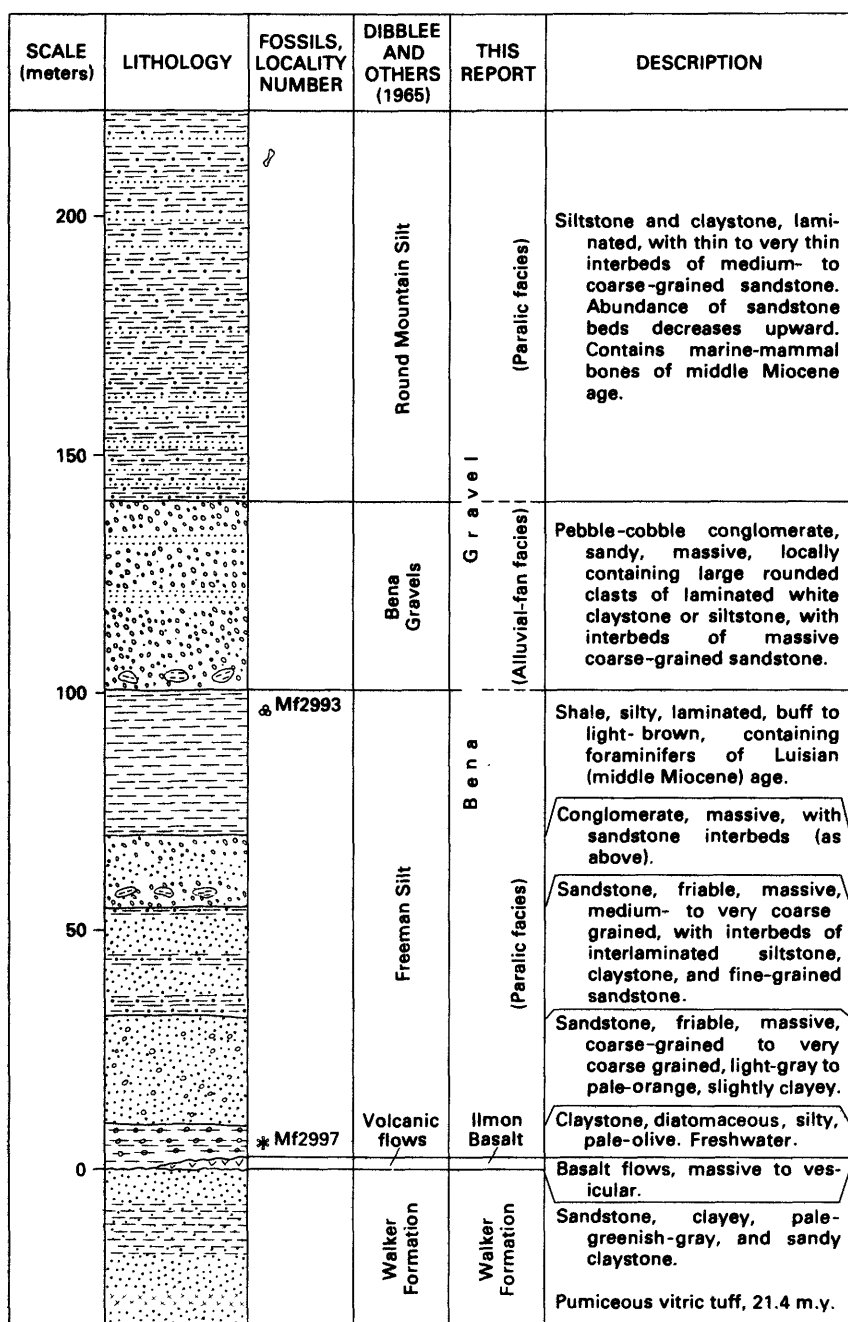 SCALE
(meters)
LITHOLOGY
FOSSILS,
LOCALITY
NUMBER
DIBBLEE
AND
OTHERS
(1965)
THIS
REPORT
DESCRIPTION
200
150
100
50
0
Mf2993
Mf2997
Round Mountain Silt
Bena
Gravels
Freeman Silt
Volcanic
flows
Walker
Formation
(Paralic facies)
Bena Gravel
(Alluvial-fan facies)
(Paralic facies)
Ilmon
Basalt
Walker
Formation
Siltstone and claystone, lami-
nated, with thin to very thin
interbeds of medium- to
coarse-grained sandstone.
Abundance of sandstone
beds decreases upward.
Contains marine-mammal
bones of middle Miocene
age.
Pebble-cobble conglomerate,
sandy, massive, locally
containing large rounded
clasts of laminated white
claystone or siltstone, with
interbeds of massive
coarse-grained sandstone.
Shale, silty, laminated, buff to
light- brown, containing
foraminifers of Luisian
(middle Miocene) age.
Conglomerate, massive, with
sandstone interbeds (as
above).
Sandstone, friable, massive,
medium- to very coarse
grained, with interbeds of
interlaminated siltstone,
claystone, and fine-grained
sandstone.
Sandstone, friable, massive,
coarse-grained to very
coarse grained, light-gray to
pale-orange, slightly clayey.
Claystone, diatomaceous, silty,
pale-olive. Freshwater.
Basalt flows, massive to ves-
icular.
Sandstone, clayey, pale-
greenish-gray, and sandy
claystone.
Pumiceous vitric tuff, 21.4 m.y.